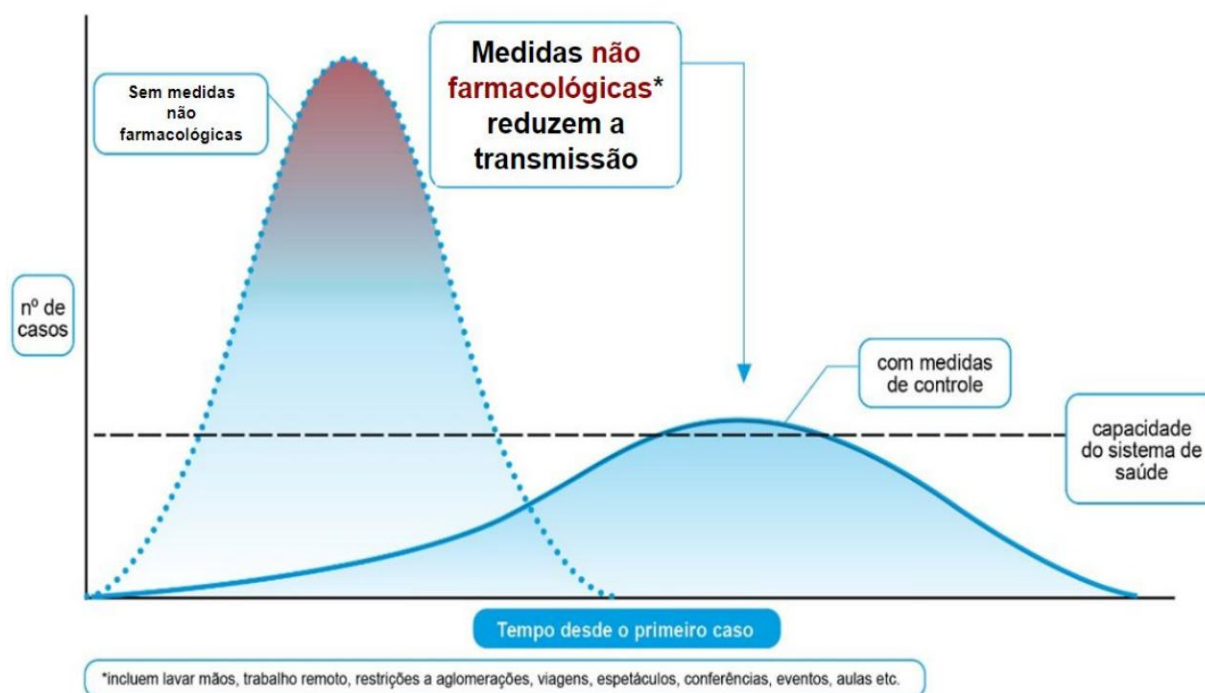 Sem medidas
não
farmacológicas
Medidas não
farmacológicas*
reduzem a
transmissão
nº de
casos
com medidas
de controle
capacidade
do sistema de
saúde
Tempo desde o primeiro caso
*incluem lavar mãos, trabalho remoto, restrições a aglomerações, viagens, espetáculos, conferências, eventos, aulas etc.